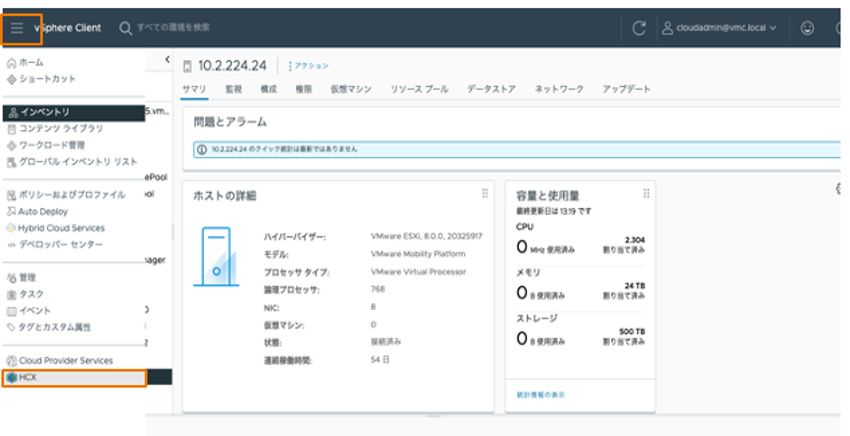 vSphere Client
すべての環境を検索
cloudadmin@vmc.local
ホーム
ショートカット
インベントリ
コンテンツ ライブラリ
ワークロード管理
グローバル インベントリ リスト
ポリシーおよびプロファイル
Auto Deploy
Hybrid Cloud Services
デベロッパー センター
管理
タスク
イベント
タグとカスタム属性
Cloud Provider Services
HCX
5.vm...
ePool
ol
nager
10.2.224.24
アクション
サマリ 監視 構成 権限 仮想マシン リソース プール データストア ネットワーク アップデート
問題とアラーム
10.2.224.24 のクイック統計は最新ではありません
ホストの詳細
ハイパーバイザー: VMware ESXi, 8.0.0, 20325917
モデル: VMware Mobility Platform
プロセッサ タイプ: VMware Virtual Processor
論理プロセッサ: 768
NIC: 8
仮想マシン: 0
状態: 接続済み
連続稼働時間: 54 日
容量と使用量
最終更新日は 13:19 です
CPU
0 MHz 使用済み
2,304
割り当て済み
メモリ
0 B 使用済み
24 TB
割り当て済み
ストレージ
0 B 使用済み
500 TB
割り当て済み
統計情報の表示